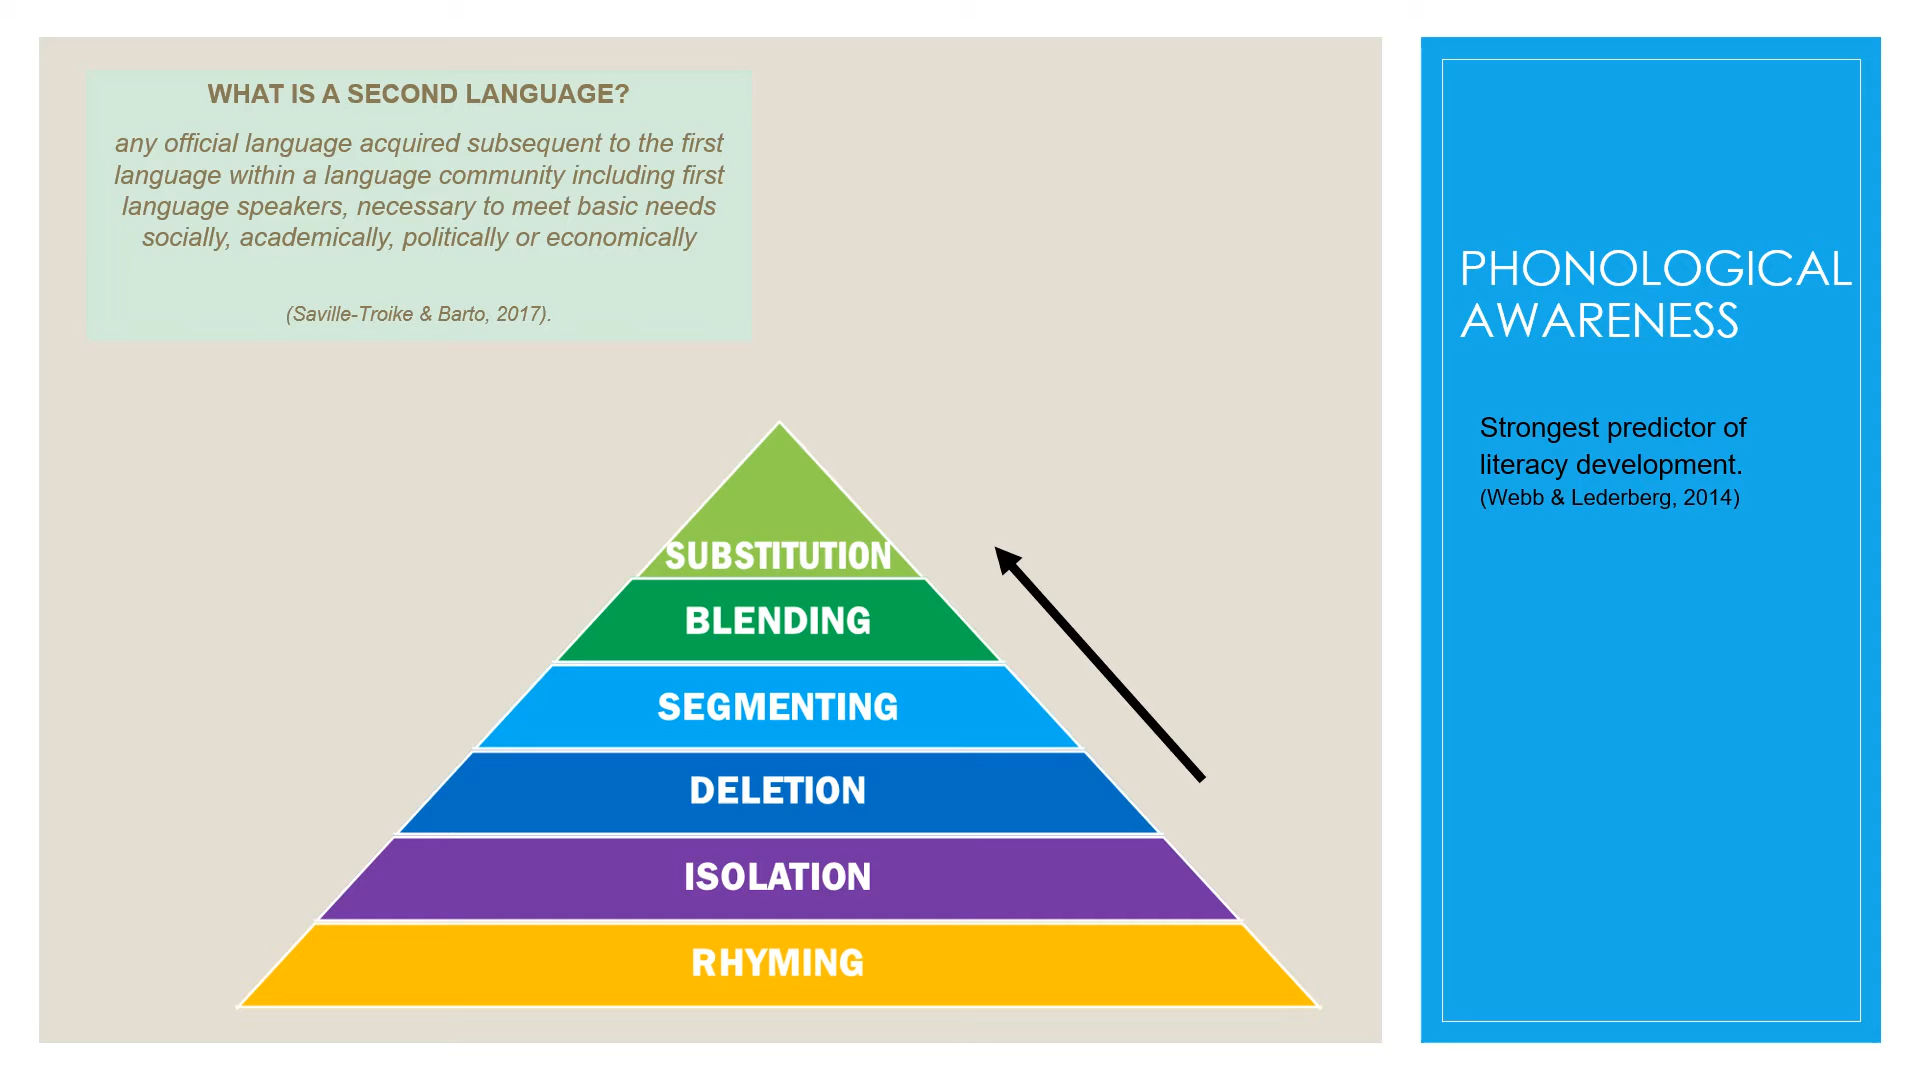 WHAT IS A SECOND LANGUAGE?
any official language acquired subsequent to the first
language within a language community including first
language speakers, necessary to meet basic needs
socially, academically, politically or economically
(Saville-Troike & Barto, 2017).
SUBSTITUTION
BLENDING
SEGMENTING
DELETION
ISOLATION
RHYMING
PHONOLOGICAL
AWARENESS
Strongest predictor of
literacy development.
(Webb & Lederberg, 2014)